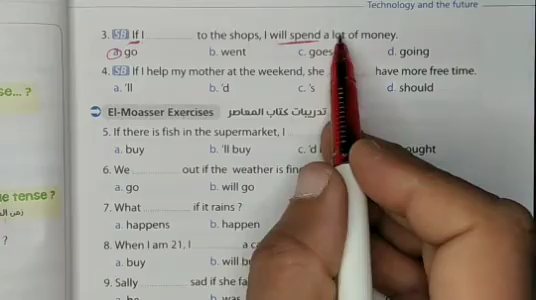 Technology and the future
3. SB If I ............ to the shops, I will spend a lot of money.
a. go b. went c. goes d. going
4. SB If I help my mother at the weekend, she ............ have more free time.
a. 'll b. 'd c. 's d. should
se... ?
El-Moasser Exercises تدريبات كتاب المعاصر
5. If there is fish in the supermarket, I
a. buy b. 'll buy c. 'd
6. We ............ out if the weather is
a. go b. will go
e tense ?
7. What ............ if it rains ?
a. happens b. happen
?
8. When I am 21, I ............ a
a. buy b. will
9. Sally ............ sad if she